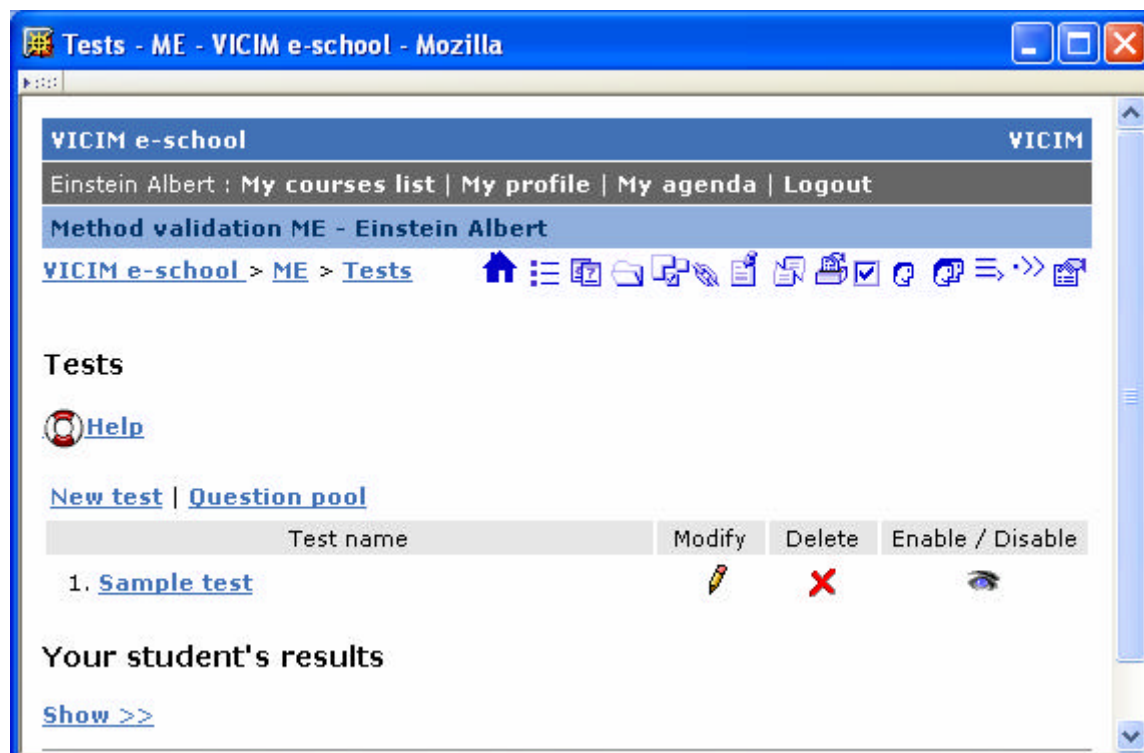 Tests - ME - VICIM e-school - Mozilla
VICIM e-school VICIM
Einstein Albert : My courses list | My profile | My agenda | Logout
Method validation ME - Einstein Albert
VICIM e-school > ME > Tests
Tests
Help
New test | Question pool
Test name Modify Delete Enable / Disable
1. Sample test
Your student's results
Show >>